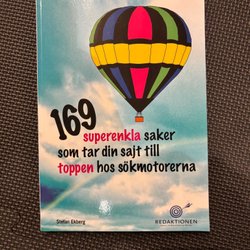 169
superenkla saker
som tar din sajt till
toppen hos sökmotorerna
Stefan Ekberg
REDAKTIONEN